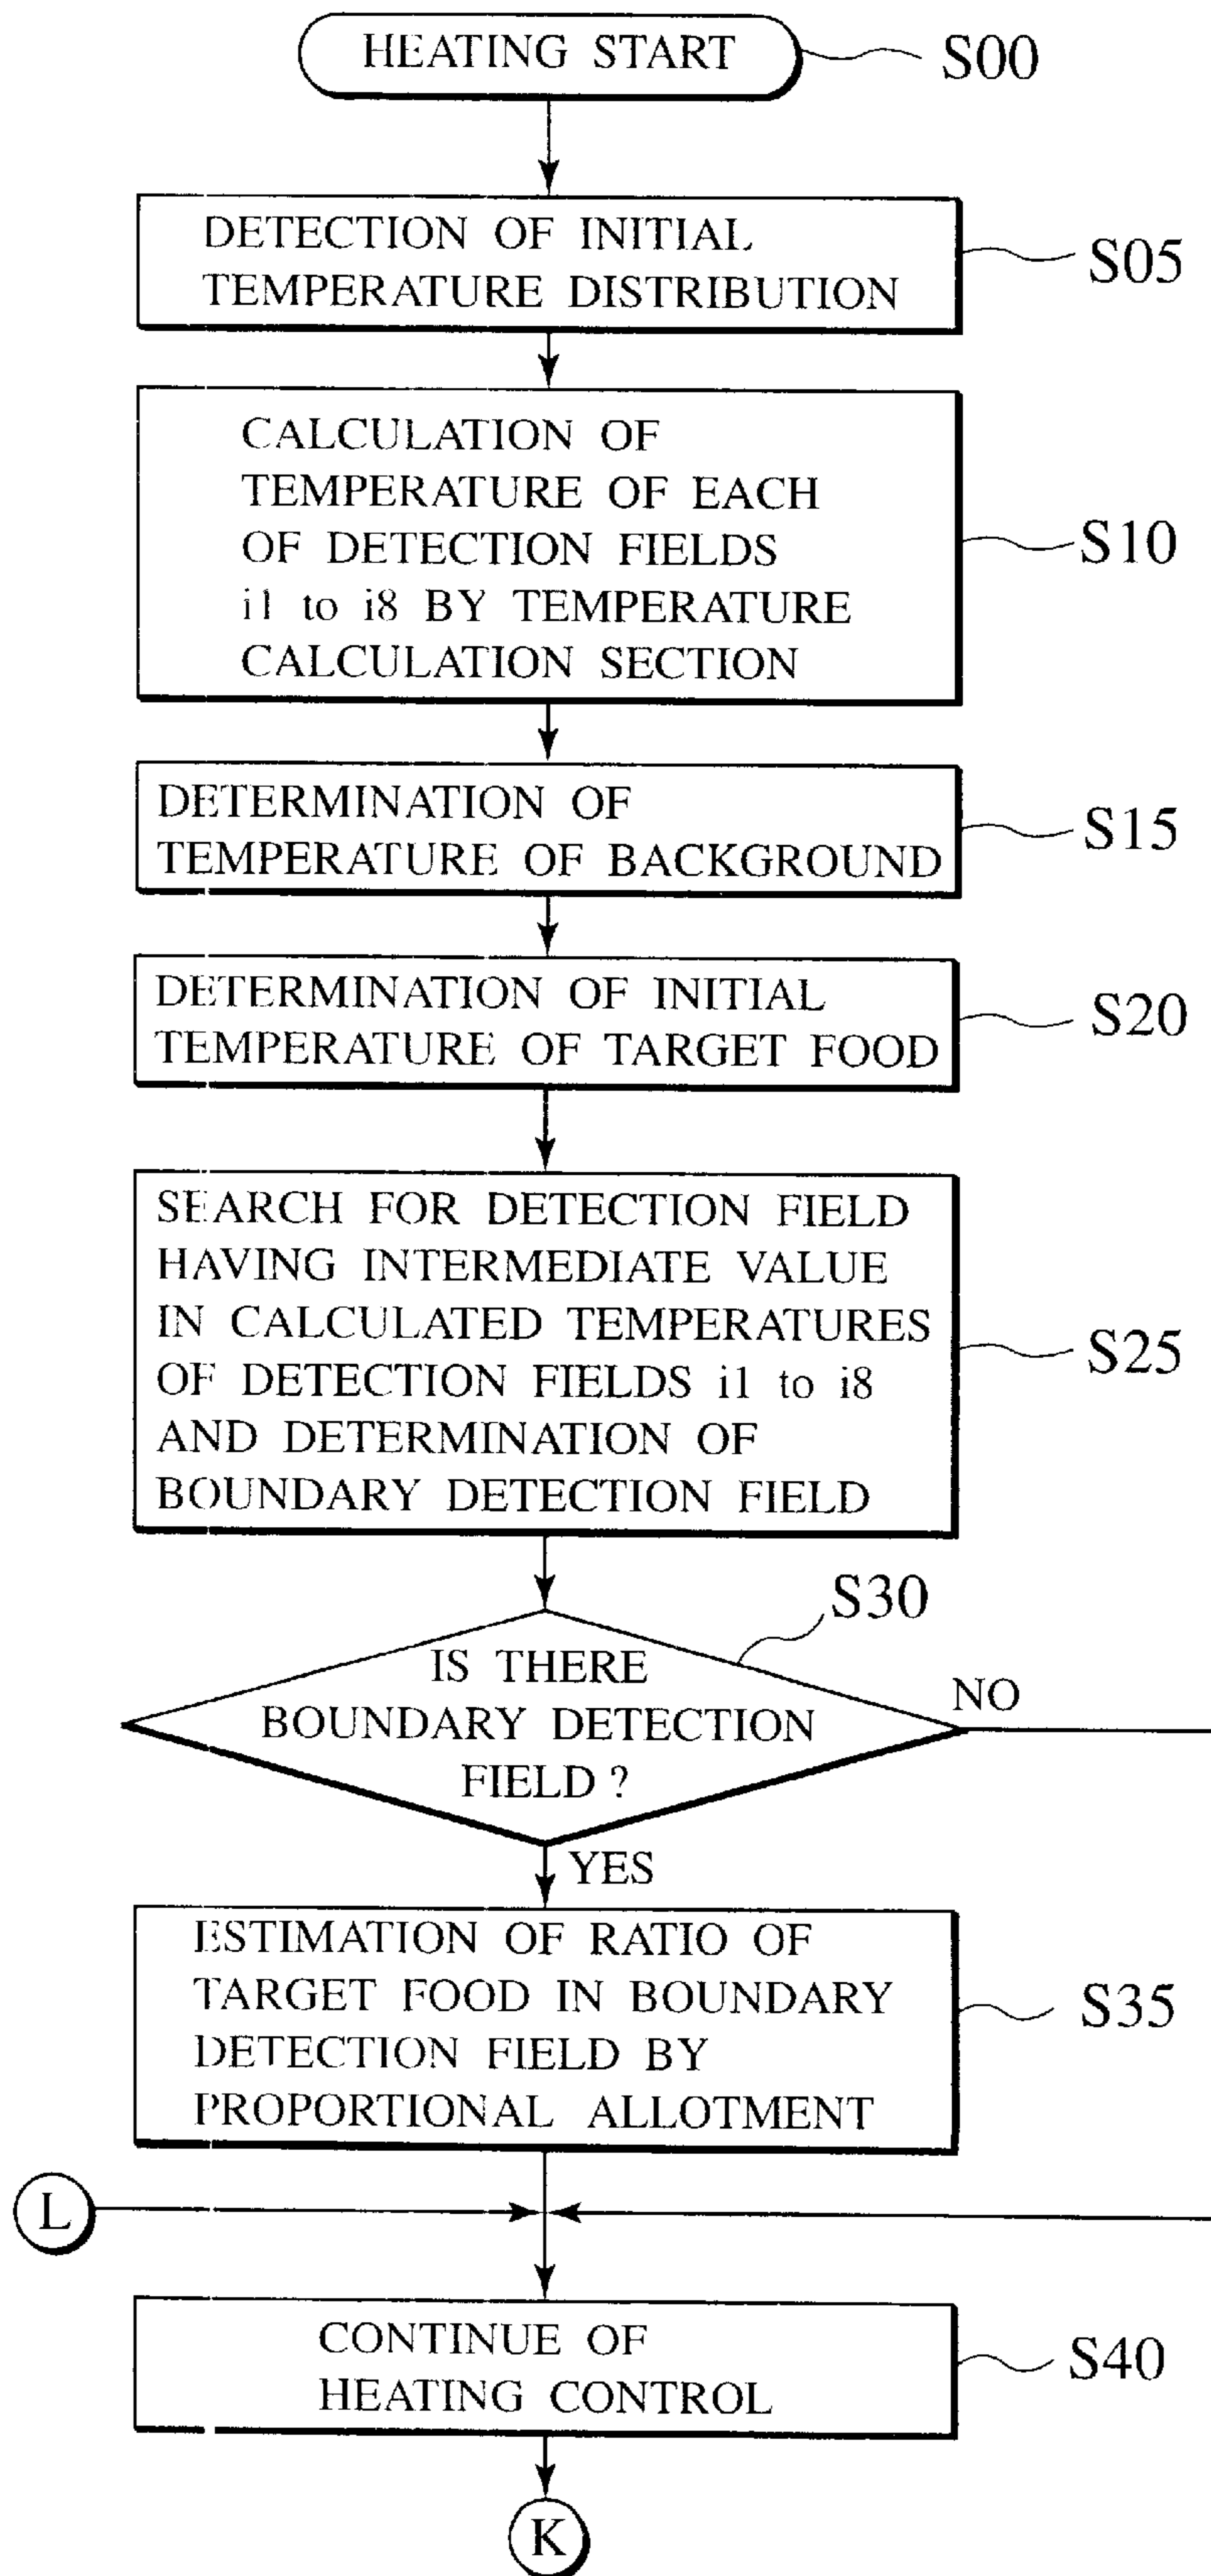 HEATING START
S00
DETECTION OF INITIAL
TEMPERATURE DISTRIBUTION
S05
CALCULATION OF
TEMPERATURE OF EACH
OF DETECTION FIELDS
i1 to i8 BY TEMPERATURE
CALCULATION SECTION
S10
DETERMINATION OF
TEMPERATURE OF BACKGROUND
S15
DETERMINATION OF INITIAL
TEMPERATURE OF TARGET FOOD
S20
SEARCH FOR DETECTION FIELD
HAVING INTERMEDIATE VALUE
IN CALCULATED TEMPERATURES
OF DETECTION FIELDS i1 to i8
AND DETERMINATION OF
BOUNDARY DETECTION FIELD
S25
S30
IS THERE
BOUNDARY DETECTION
FIELD ?
NO
YES
ESTIMATION OF RATIO OF
TARGET FOOD IN BOUNDARY
DETECTION FIELD BY
PROPORTIONAL ALLOTMENT
S35
L
CONTINUE OF
HEATING CONTROL
S40
K